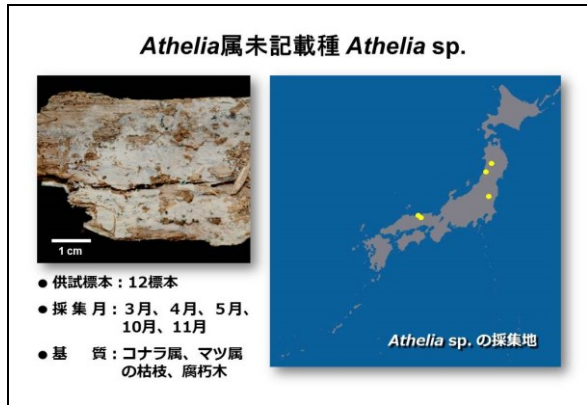 Athelia属未記載種 Athelia sp.
1 cm
● 供試標本：12標本
● 採集月：３月、４月、５月、
10月、11月
● 基　質：コナラ属、マツ属
の枯枝、腐朽木
Athelia sp. の採集地